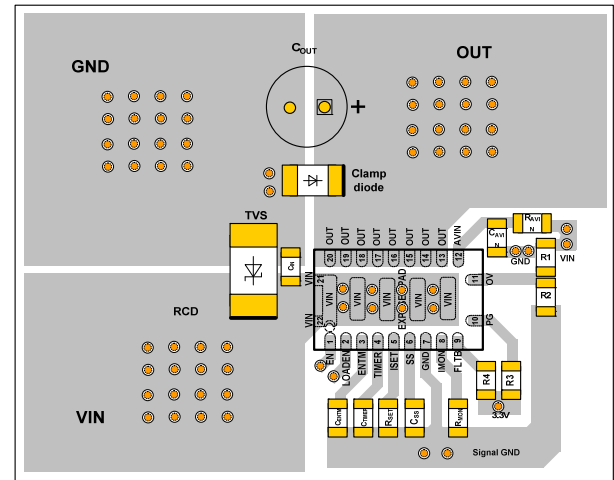 GND
OUT
COUT
+
Clamp
diode
TVS
CIN
OUT
OUT
OUT
OUT
OUT
OUT
OUT
OUT
AVIN
20
19
18
17
16
15
14
13
12
CAVIN
RAVIN
GND
VIN
R1
R2
VIN
21
VIN
22
VIN
VIN
VIN
VIN
VIN
EXPOSED PAD
11
OV
10
PG
1
2
3
4
5
6
7
8
9
EN
LOADEN
ENTM
TIMER
ISET
SS
GND
IMON
FLTB
RCD
VIN
CENTM
CTIMER
RSET
CSS
RMON
R4
R3
3.3V
Signal GND